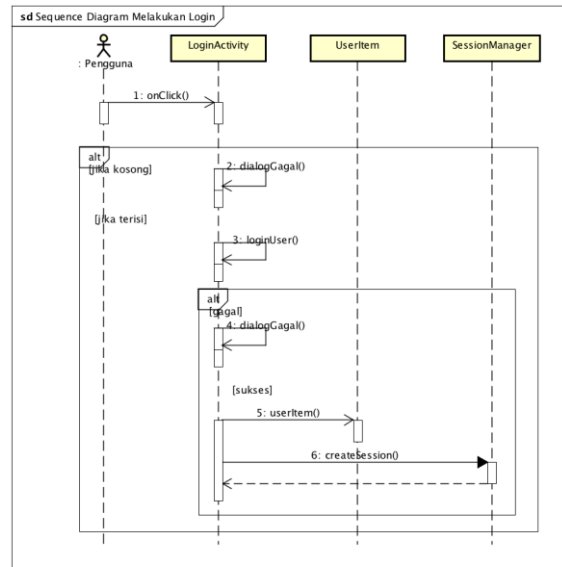 sd Sequence Diagram Melakukan Login
: Pengguna
LoginActivity
UserItem
SessionManager
1: onClick()
alt
[jika kosong]
2: dialogGagal()
[jika terisi]
3: loginUser()
alt
[gagal]
4: dialogGagal()
[sukses]
5: userItem()
6: createSession()